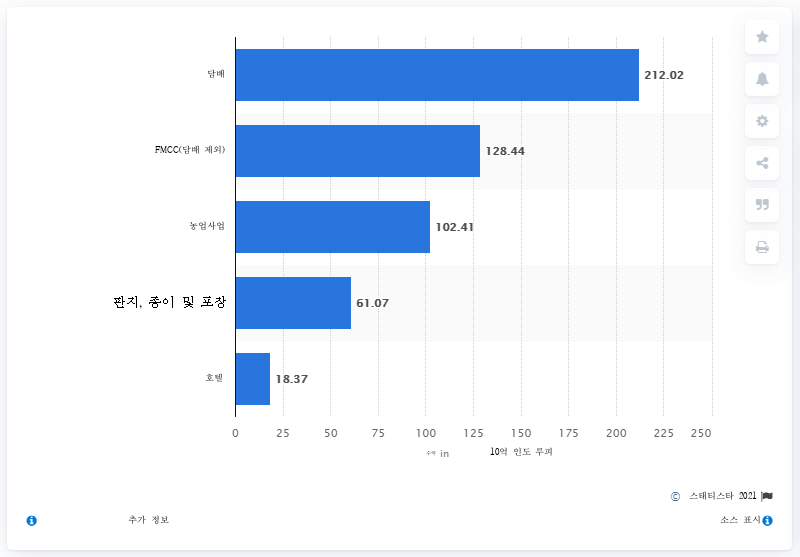 담배
212.02
FMCC(담배 제외)
128.44
농업사업
102.41
판지, 종이 및 포장
61.07
호텔
18.37
0 25 50 75 100 125 150 175 200 225 250
수익 in 10억 인도 루피
© 스태티스타 2021
추가 정보
소스 표시